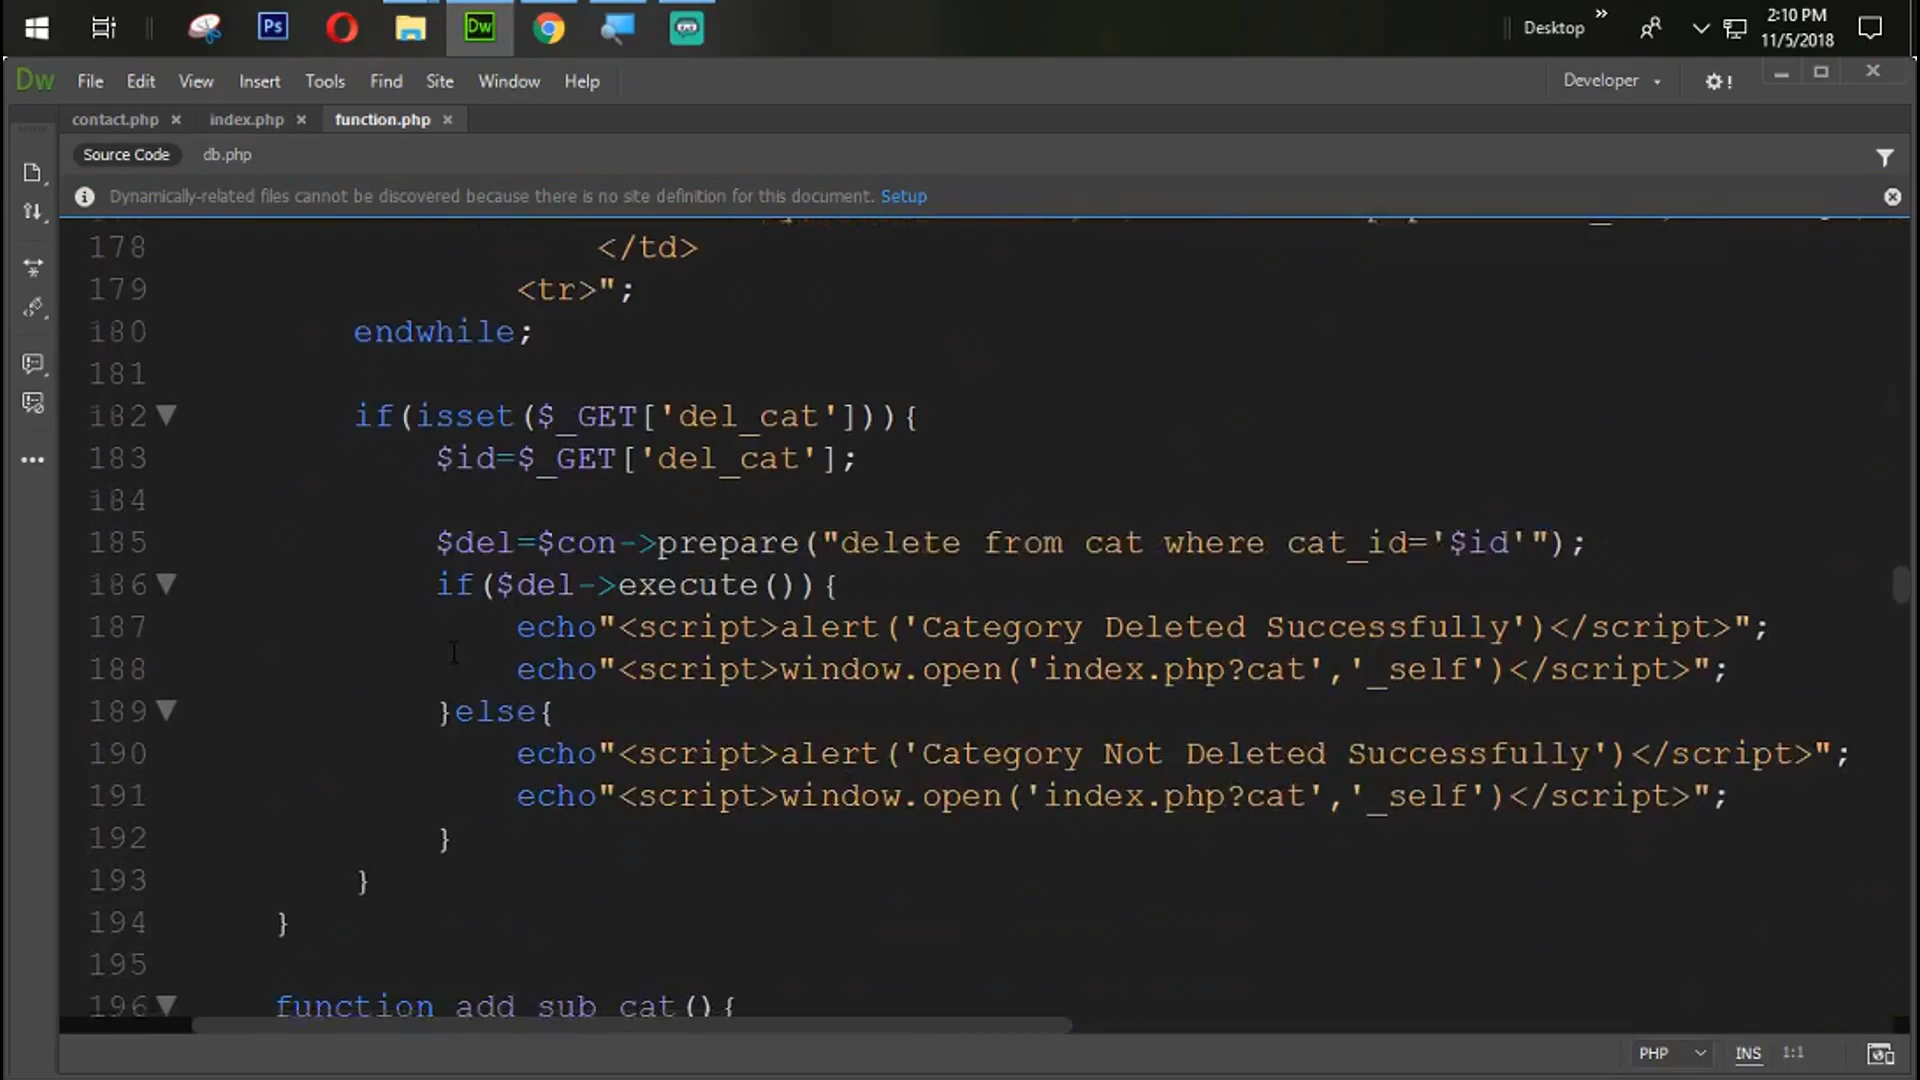 Ps
Dw
Desktop
»
2:10 PM
11/5/2018
Dw File Edit View Insert Tools Find Site Window Help
Developer
contact.php × index.php × function.php ×
Source Code db.php
Dynamically-related files cannot be discovered because there is no site definition for this document. Setup
178 </td>
179 <tr>";
180 endwhile;
181
182 if(isset($_GET['del_cat'])){
183 $id=$_GET['del_cat'];
184
185 $del=$con->prepare("delete from cat where cat_id='$id'");
186 if($del->execute()){
187 echo"<script>alert('Category Deleted Successfully')</script>";
188 echo"<script>window.open('index.php?cat','_self')</script>";
189 }else{
190 echo"<script>alert('Category Not Deleted Successfully')</script>";
191 echo"<script>window.open('index.php?cat','_self')</script>";
192 }
193 }
194 }
195
196 function add_sub_cat(){
PHP INS 1:1